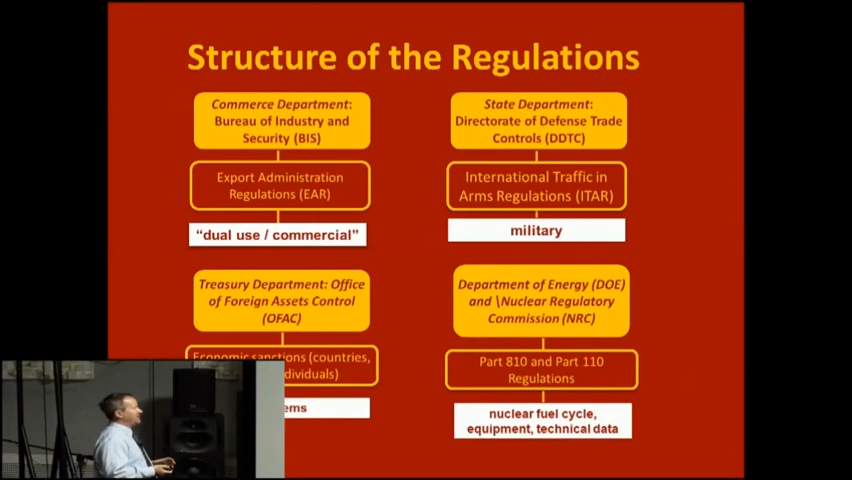 Structure of the Regulations
Commerce Department:
Bureau of Industry and
Security (BIS)
Export Administration
Regulations (EAR)
“dual use / commercial”
State Department:
Directorate of Defense Trade
Controls (DDTC)
International Traffic in
Arms Regulations (ITAR)
military
Treasury Department: Office
of Foreign Assets Control
(OFAC)
Economic sanctions (countries,
Department of Energy (DOE)
and \Nuclear Regulatory
Commission (NRC)
Part 810 and Part 110
Regulations
nuclear fuel cycle,
equipment, technical data